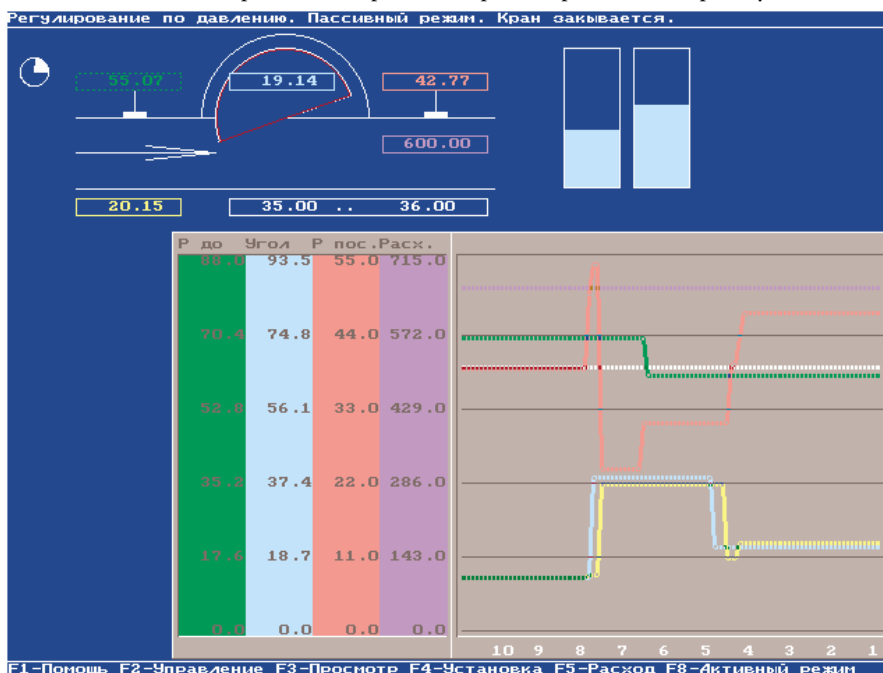 Регулирование по давлению. Пассивный режим. Кран закывается.
55.07 19.14 42.77
600.00
20.15 35.00 .. 36.00
Р до Угол Р пос. Расх.
88.0 93.5 55.0 715.0
70.4 74.8 44.0 572.0
52.8 56.1 33.0 429.0
35.2 37.4 22.0 286.0
17.6 18.7 11.0 143.0
0.0 0.0 0.0 0.0
10 9 8 7 6 5 4 3 2 1
F1-Помощь F2-Управление F3-Просмотр F4-Установка F5-Расход F8-Активный режим